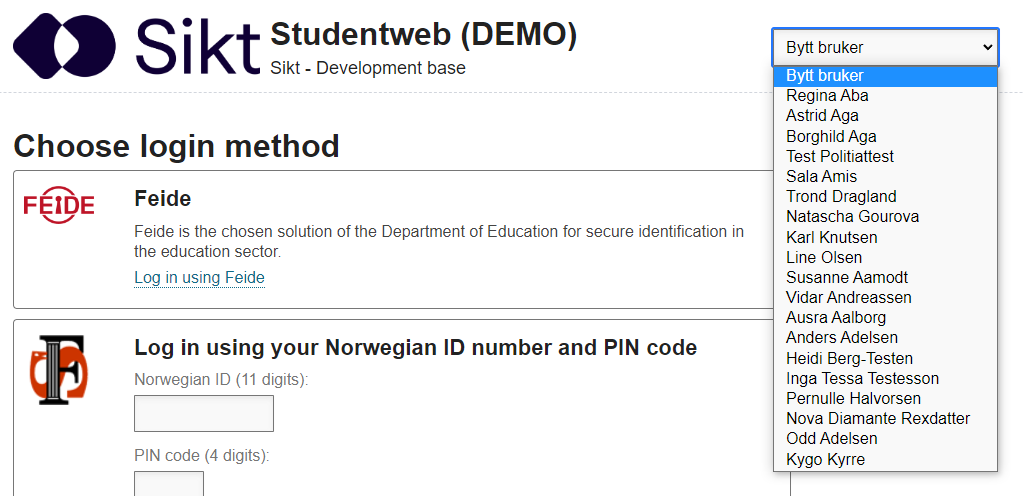 Sikt
Studentweb (DEMO)
Sikt - Development base
Bytt bruker
Bytt bruker
Regina Aba
Astrid Aga
Borghild Aga
Test Politiattest
Sala Amis
Trond Dragland
Natascha Gourova
Karl Knutsen
Line Olsen
Susanne Aamodt
Vidar Andreassen
Ausra Aalborg
Anders Adelsen
Heidi Berg-Testen
Inga Tessa Testesson
Pernulle Halvorsen
Nova Diamante Rexdatter
Odd Adelsen
Kygo Kyrre
Choose login method
FEIDE
Feide
Feide is the chosen solution of the Department of Education for secure identification in
the education sector.
Log in using Feide
Log in using your Norwegian ID number and PIN code
Norwegian ID (11 digits):
PIN code (4 digits):